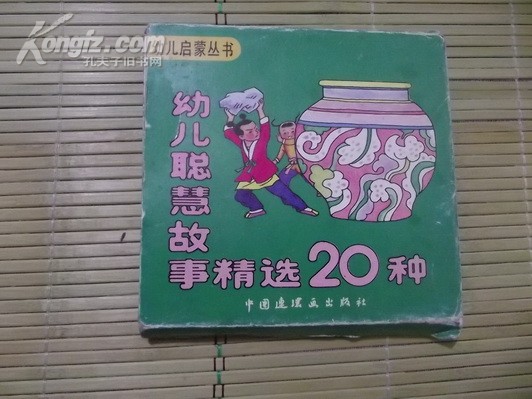 Kongfz.com
孔夫子旧书网
幼儿启蒙丛书
幼儿聪慧故
事精选20种
中国连环画出版社